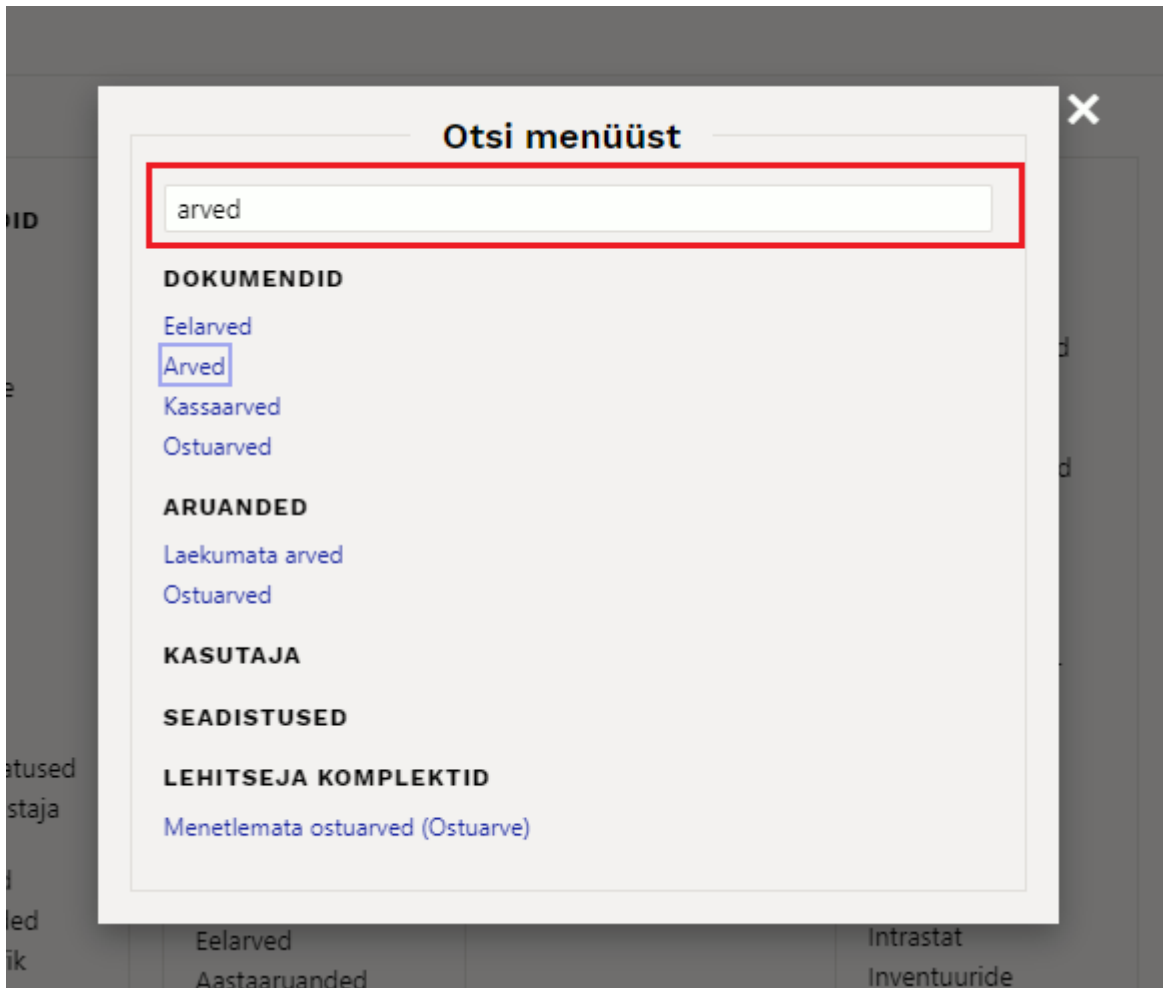 Otsi menüüst
arved
DOKUMENDID
Eelarved
Arved
Kassaarved
Ostuarved
ARUANDED
Laekumata arved
Ostuarved
KASUTAJA
SEADISTUSED
LEHITSEJA KOMPLEKTID
Menetlemata ostuarved (Ostuarve)
Eelarved
Aastaaruanded
Intrastat
Inventuuride